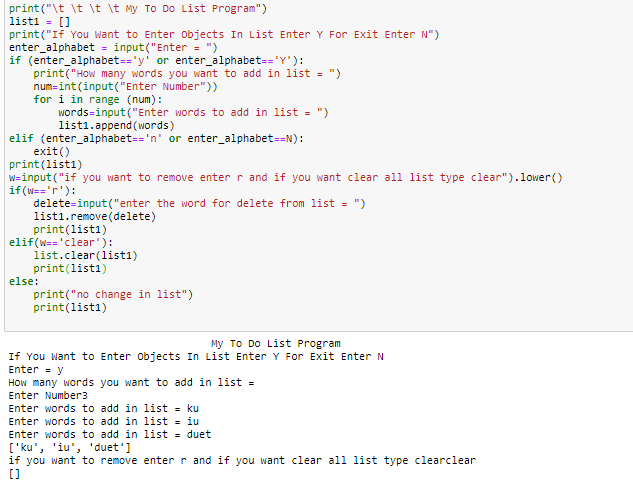 print("\t \t \t \t My To Do List Program")
list1 = []
print("If You Want to Enter Objects In List Enter Y For Exit Enter N")
enter_alphabet = input("Enter = ")
if (enter_alphabet=='y' or enter_alphabet=='Y'):
    print("How many words you want to add in list = ")
    num=int(input("Enter Number"))
    for i in range (num):
        words=input("Enter words to add in list = ")
        list1.append(words)
elif (enter_alphabet=='n' or enter_alphabet==N):
    exit()
print(list1)
w=input("if you want to remove enter r and if you want clear all list type clear").lower()
if(w=='r'):
    delete=input("enter the word for delete from list = ")
    list1.remove(delete)
    print(list1)
elif(w=='clear'):
    list.clear(list1)
    print(list1)
else:
    print("no change in list")
    print(list1)
My To Do List Program
If You Want to Enter Objects In List Enter Y For Exit Enter N
Enter = y
How many words you want to add in list =
Enter Number3
Enter words to add in list = ku
Enter words to add in list = iu
Enter words to add in list = duet
['ku', 'iu', 'duet']
if you want to remove enter r and if you want clear all list type clearclear
[]